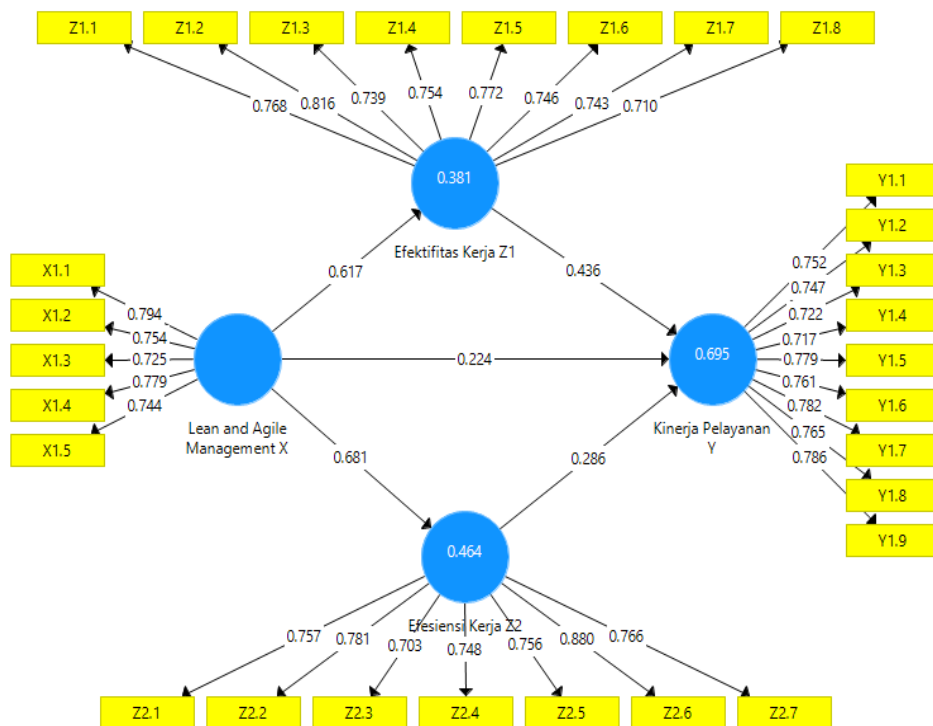 Z1.1 Z1.2 Z1.3 Z1.4 Z1.5 Z1.6 Z1.7 Z1.8
0.768 0.816 0.739 0.754 0.772 0.746 0.743 0.710
0.381
Efektifitas Kerja Z1
0.617
0.436
X1.1
X1.2
X1.3
X1.4
X1.5
0.794
0.754
0.725
0.779
0.744
Lean and Agile
Management X
0.224
0.695
Kinerja Pelayanan
Y
0.752
0.747
0.722
0.717
0.779
0.761
0.782
0.765
0.786
Y1.1
Y1.2
Y1.3
Y1.4
Y1.5
Y1.6
Y1.7
Y1.8
Y1.9
0.681
0.286
0.464
Efesiensi Kerja Z2
0.757 0.781 0.703 0.748 0.756 0.880 0.766
Z2.1 Z2.2 Z2.3 Z2.4 Z2.5 Z2.6 Z2.7